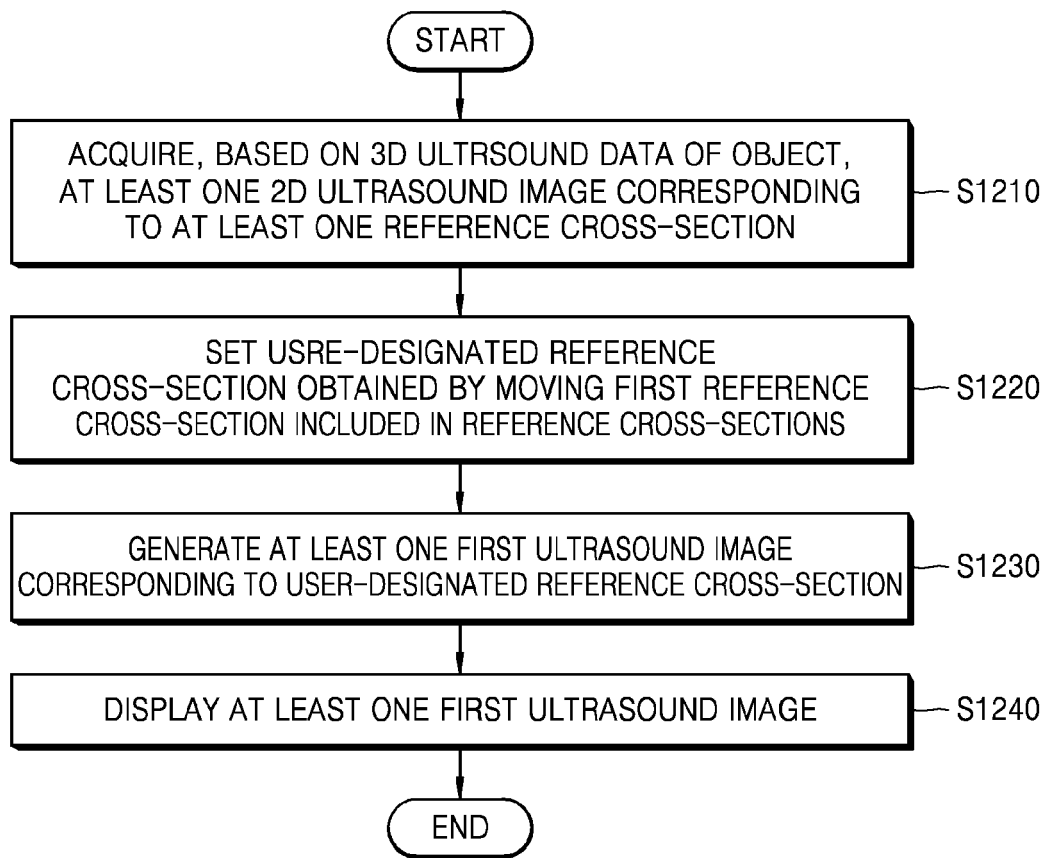 START
ACQUIRE, BASED ON 3D ULTRSOUND DATA OF OBJECT,
AT LEAST ONE 2D ULTRASOUND IMAGE CORRESPONDING
TO AT LEAST ONE REFERENCE CROSS-SECTION
S1210
SET USRE-DESIGNATED REFERENCE
CROSS-SECTION OBTAINED BY MOVING FIRST REFERENCE
CROSS-SECTION INCLUDED IN REFERENCE CROSS-SECTIONS
S1220
GENERATE AT LEAST ONE FIRST ULTRASOUND IMAGE
CORRESPONDING TO USER-DESIGNATED REFERENCE CROSS-SECTION
S1230
DISPLAY AT LEAST ONE FIRST ULTRASOUND IMAGE
S1240
END